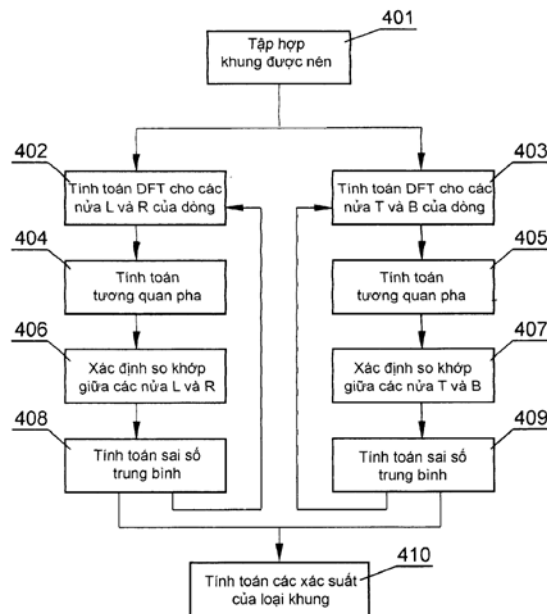 401
Tập hợp
khung được nén
402
403
Tính toán DFT cho các
nửa L và R của dòng
Tính toán DFT cho các
nửa T và B của dòng
404
405
Tính toán
tương quan pha
Tính toán
tương quan pha
406
407
Xác định so khớp
giữa các nửa L và R
Xác định so khớp
giữa các nửa T và B
408
409
Tính toán sai số
trung bình
Tính toán sai số
trung bình
410
Tính toán các xác suất
của loại khung